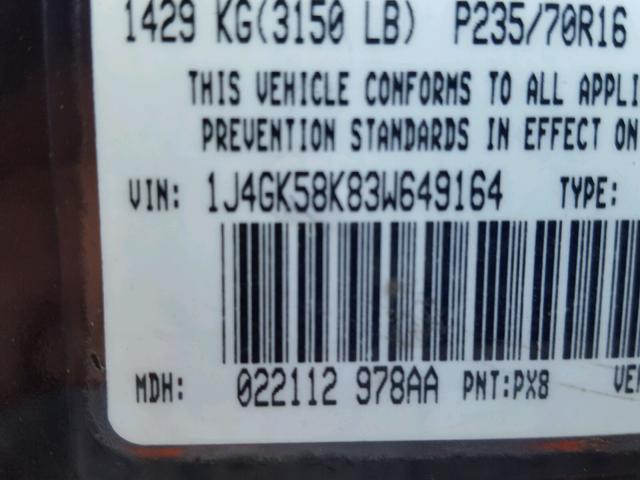 1429 KG(3150 LB) P235/70R16
THIS VEHICLE CONFORMS TO ALL APPLI
PREVENTION STANDARDS IN EFFECT ON
VIN: 1J4GK58K83W649164 TYPE:
MDH: 022112 978AA PNT:PX8 VE